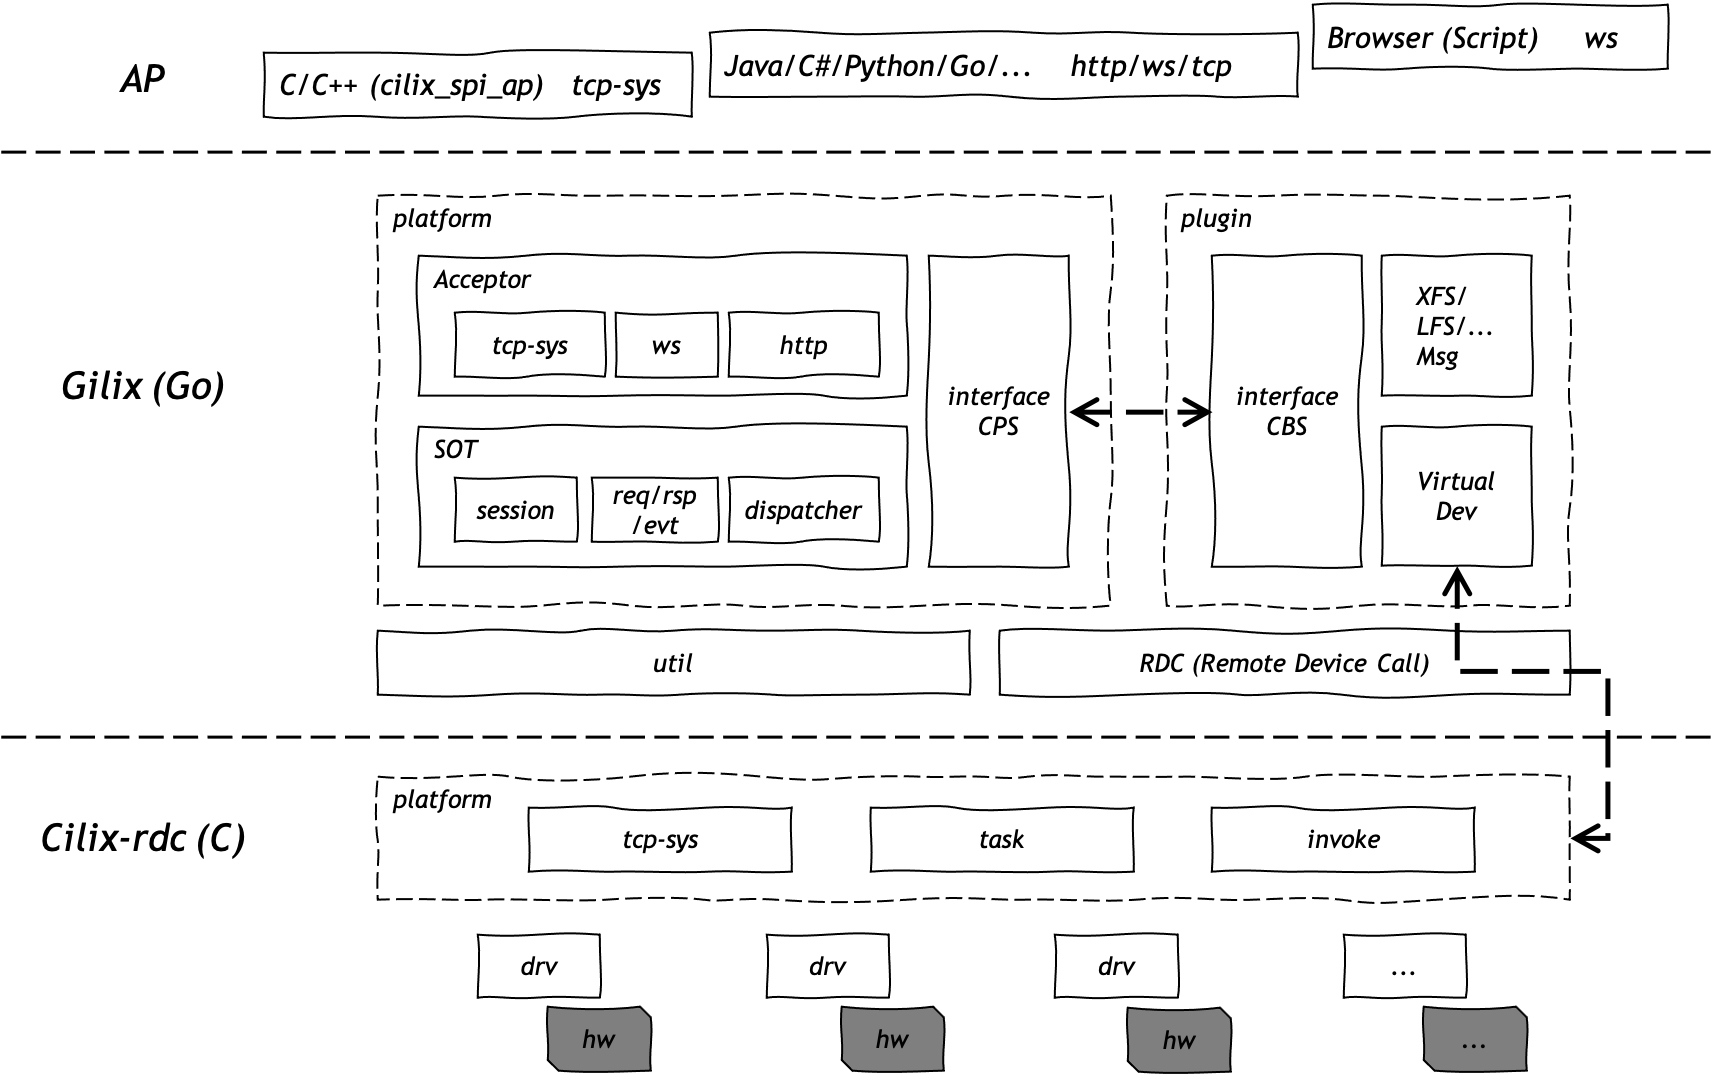 AP
C/C++ (cilix_spi_ap) tcp-sys
Java/C#/Python/Go/... http/ws/tcp
Browser (Script) ws
Gilix (Go)
platform
Acceptor
tcp-sys
ws
http
SOT
session
req/rsp
/evt
dispatcher
interface
CPS
plugin
interface
CBS
XFS/
LFS/...
Msg
Virtual
Dev
util
RDC (Remote Device Call)
Cilix-rdc (C)
platform
tcp-sys
task
invoke
drv
drv
drv
...
hw
hw
hw
...